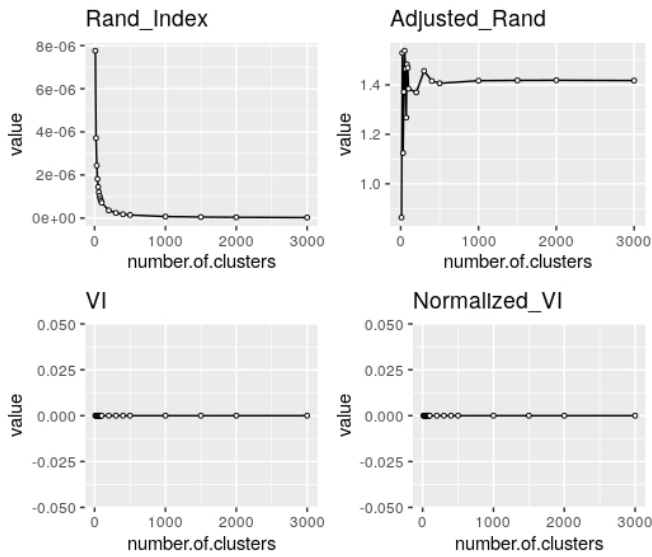 Rand_Index
8e-06
6e-06
4e-06
2e-06
0e+00
value
0 1000 2000 3000
number.of.clusters
Adjusted_Rand
1.4
1.2
1.0
value
0 1000 2000 3000
number.of.clusters
VI
0.050
0.025
0.000
-0.025
-0.050
value
0 1000 2000 3000
number.of.clusters
Normalized_VI
0.050
0.025
0.000
-0.025
-0.050
value
0 1000 2000 3000
number.of.clusters